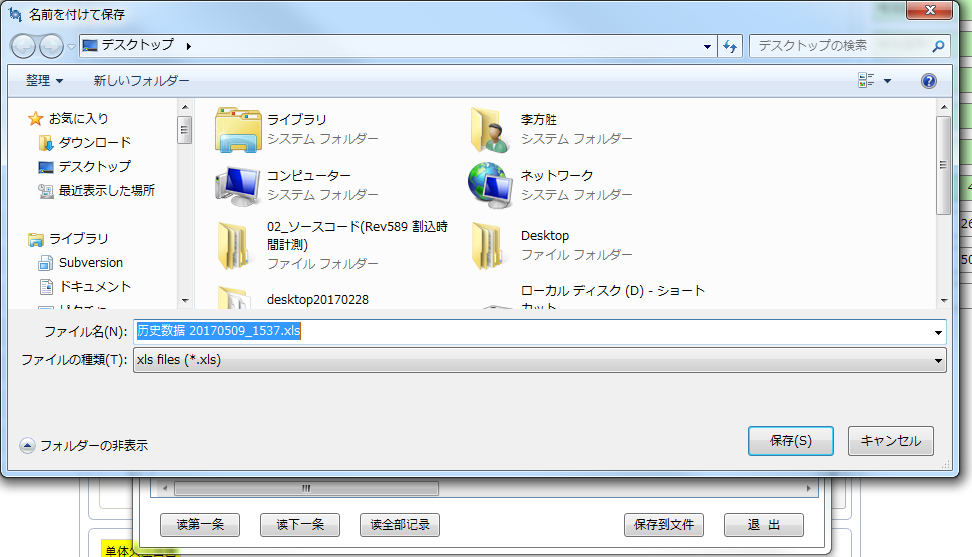 名前を付けて保存
デスクトップ
デスクトップの検索
整理
新しいフォルダー
お気に入り
ダウンロード
デスクトップ
最近表示した場所
ライブラリ
Subversion
ドキュメント
ライブラリ
システム フォルダー
李方胜
システム フォルダー
コンピューター
システム フォルダー
ネットワーク
システム フォルダー
02_ソースコード(Rev589 割込時
間計測)
ファイル フォルダー
Desktop
ファイル フォルダー
desktop20170228
ローカル ディスク (D) - ショート
カット
ファイル名(N):
历史数据 20170509_1537.xls
ファイルの種類(T):
xls files (*.xls)
フォルダーの非表示
保存(S)
キャンセル
读第一条
读下一条
读全部记录
保存到文件
退 出
4
26
50